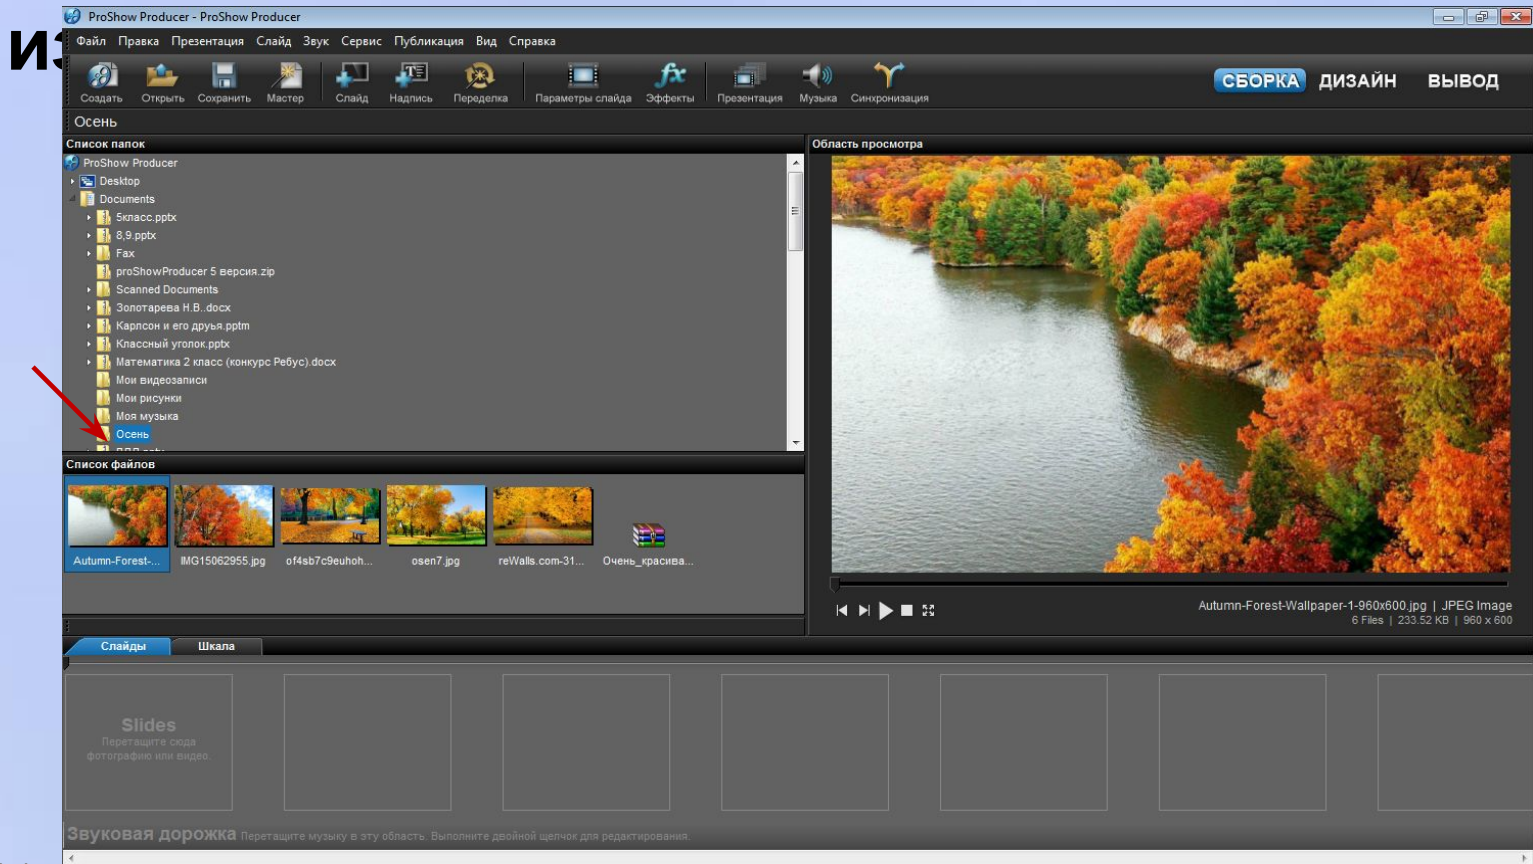 из
ProShow Producer - ProShow Producer
Файл Правка Презентация Слайд Звук Сервис Публикация Вид Справка
Создать Открыть Сохранить Мастер Слайд Надпись Переделка Параметры слайда Эффекты Презентация Музыка Синхронизация
СБОРКА ДИЗАЙН ВЫВОД
Осень
Список папок
ProShow Producer
Desktop
Documents
5класс.pptx
8,9.pptx
Fax
proShowProducer 5 версия.zip
Scanned Documents
Золотарева Н.В..docx
Карлсон и его друья.pptm
Классный уголок.pptx
Математика 2 класс (конкурс Ребус).docx
Мои видеозаписи
Мои рисунки
Моя музыка
Осень
Список файлов
Autumn-Forest-... IMG15062955.jpg of4sb7c9euhoh... osen7.jpg reWalls.com-31... Очень_красива...
Область просмотра
Autumn-Forest-Wallpaper-1-960x600.jpg | JPEG Image
6 Files | 233.52 KB | 960 x 600
Слайды Шкала
Slides
Перетащите сюда
фотографию или видео.
Звуковая дорожка Перетащите музыку в эту область. Выполните двойной щелчок для редактирования.